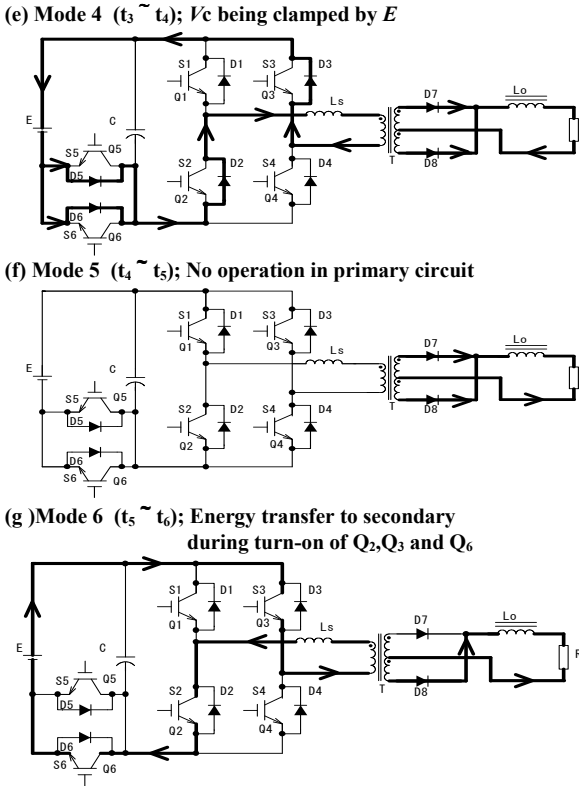 (e) Mode 4 (t3 ~ t4); Vc being clamped by E
S1 D1 S3 D3
Q1 Q3
Ls
D7
Lo
E
C
S5 Q5
D5
S2 D2 S4 D4
Q2 Q4
T
D8
D6
S6 Q6
(f) Mode 5 (t4 ~ t5); No operation in primary circuit
S1 D1 S3 D3
Q1 Q3
Ls
D7
Lo
E
C
S5 Q5
D5
S2 D2 S4 D4
Q2 Q4
T
D8
D6
S6 Q6
(g )Mode 6 (t5 ~ t6); Energy transfer to secondary
during turn-on of Q2,Q3 and Q6
S1 D1 S3 D3
Q1 Q3
Ls
D7
Lo
R
E
C
S5 Q5
D5
S2 D2 S4 D4
Q2 Q4
T
D8
D6
S6 Q6